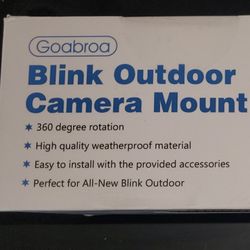 Goabroa
Blink Outdoor
Camera Mount
★ 360 degree rotation
★ High quality weatherproof material
★ Easy to install with the provided accessories
★ Perfect for All-New Blink Outdoor